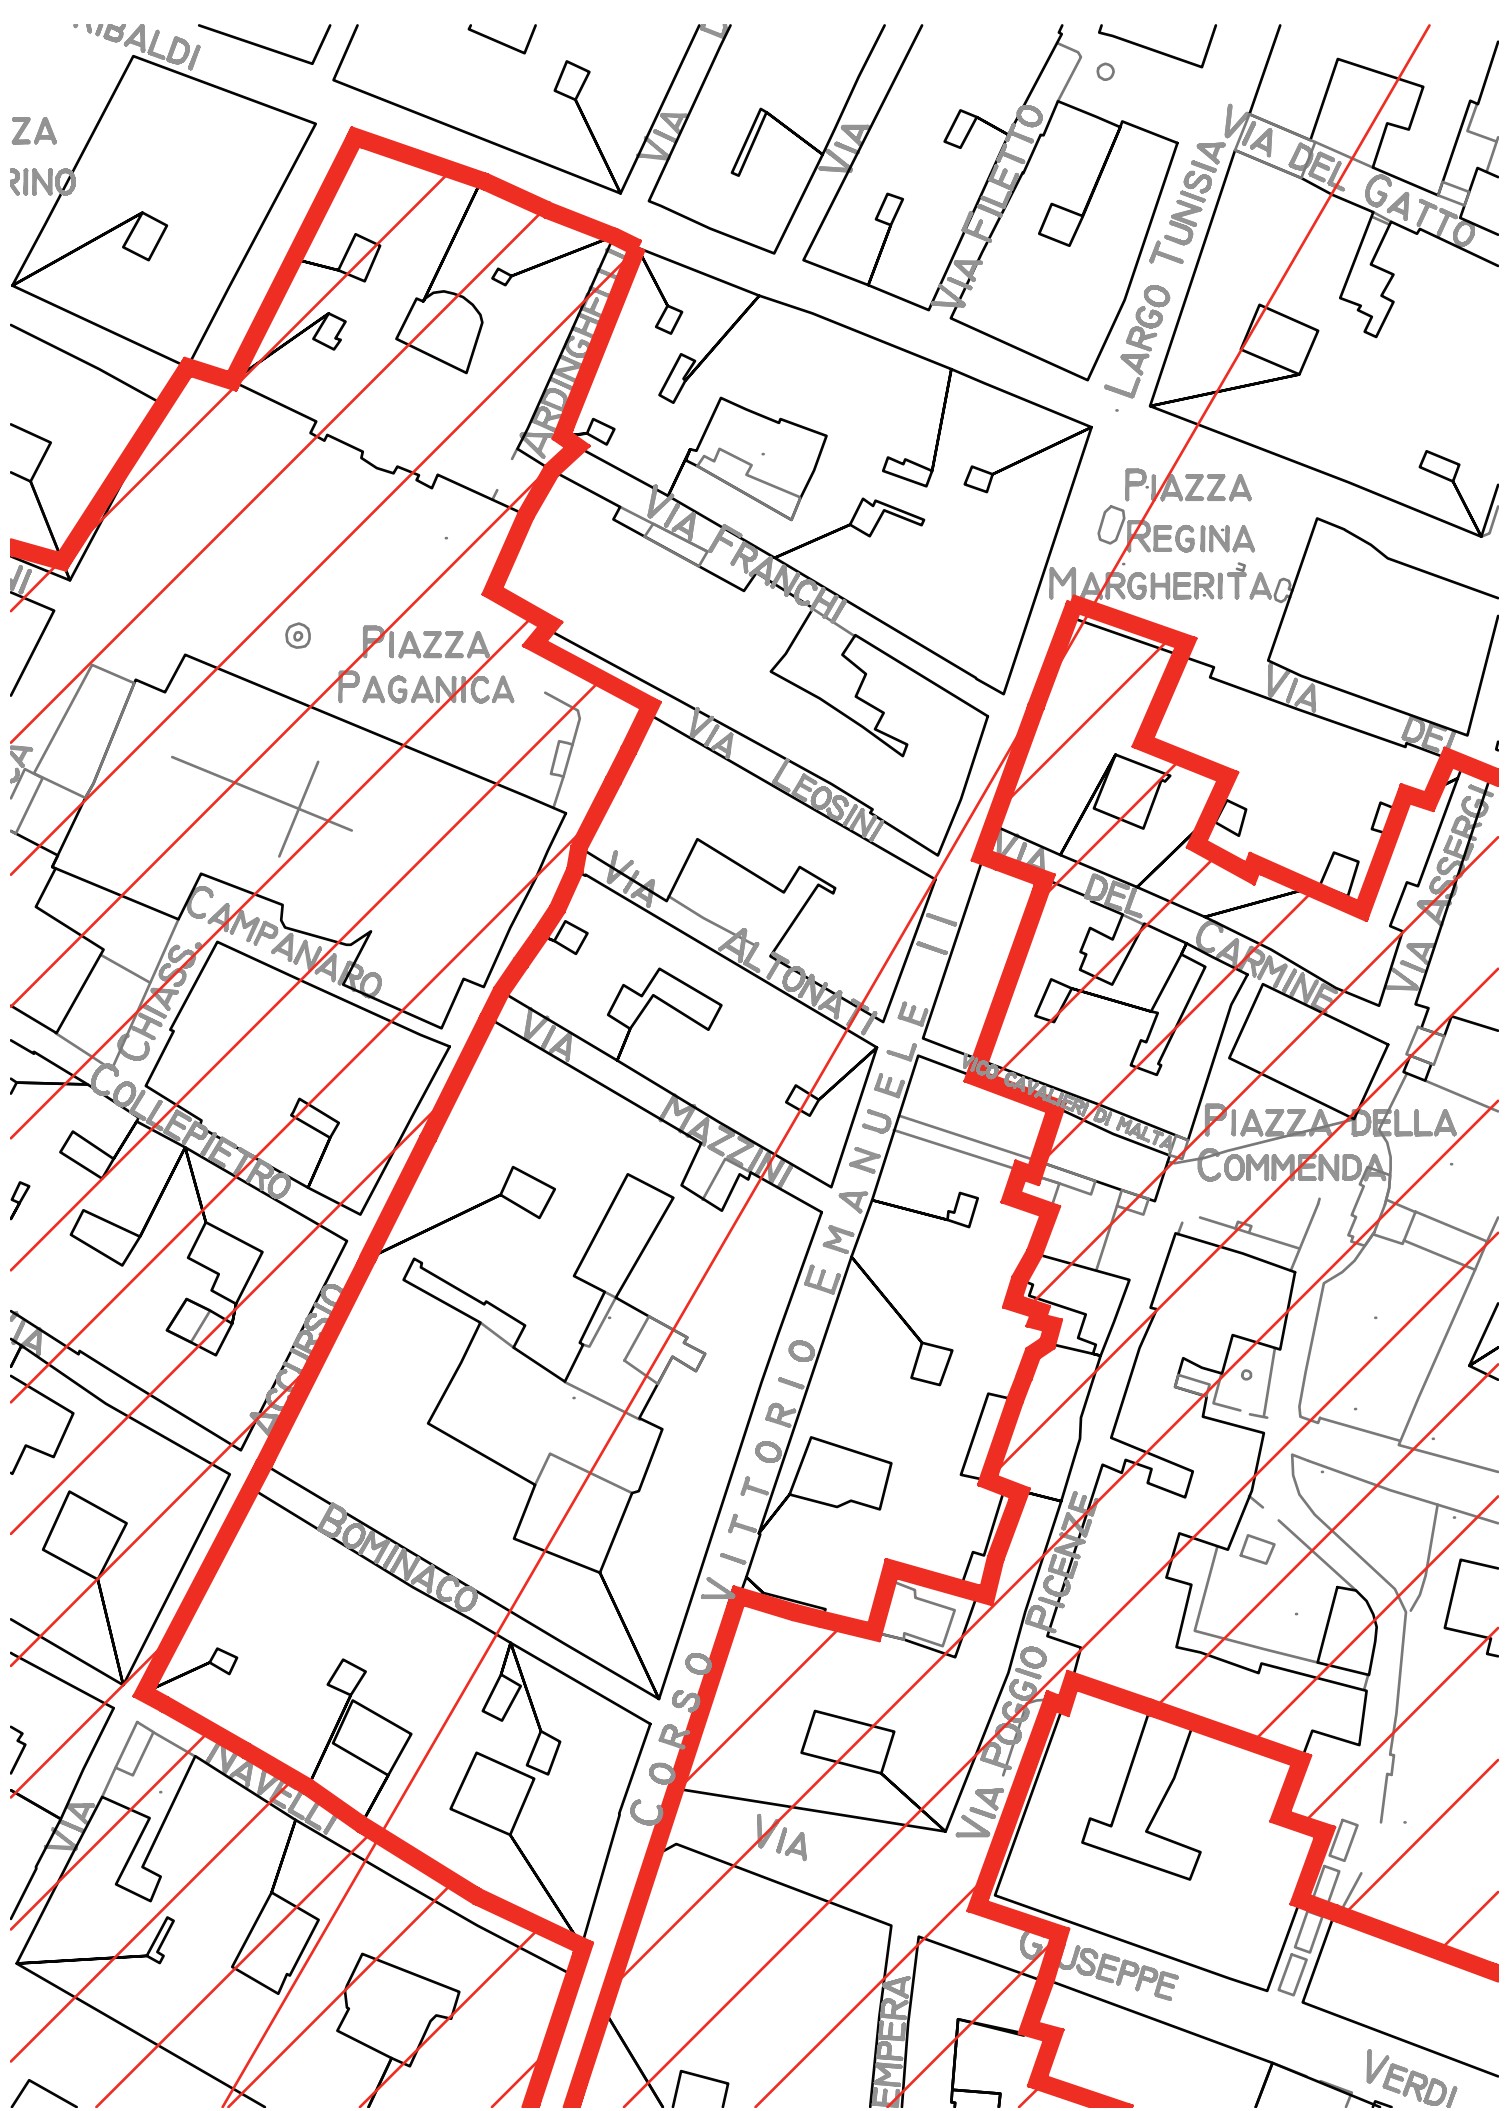 VIA
VIA
VIA FILETTO
LARGO TUNISIA
VIA DEL GATTO
ARDINGHELLI
PIAZZA
REGINA
MARGHERITA
VIA FRANCHI
PIAZZA
PAGANICA
VIA LEOSINI
VIA DEL
VIA ASSERGI
VIA DEL CARMINE
VIA ALTONATI
CAMPANARO
CHIASS.
COLLEPIETRO
VIA MAZZINI
VICO CAVALIERI DI MALTA
PIAZZA DELLA
COMMENDA
ACCURSIO
BOMINACO
CORSO VITTORIO EMANUELE II
VIA POGGIO PICENZE
NAVELLI
VIA
VIA
GIUSEPPE
VERDI